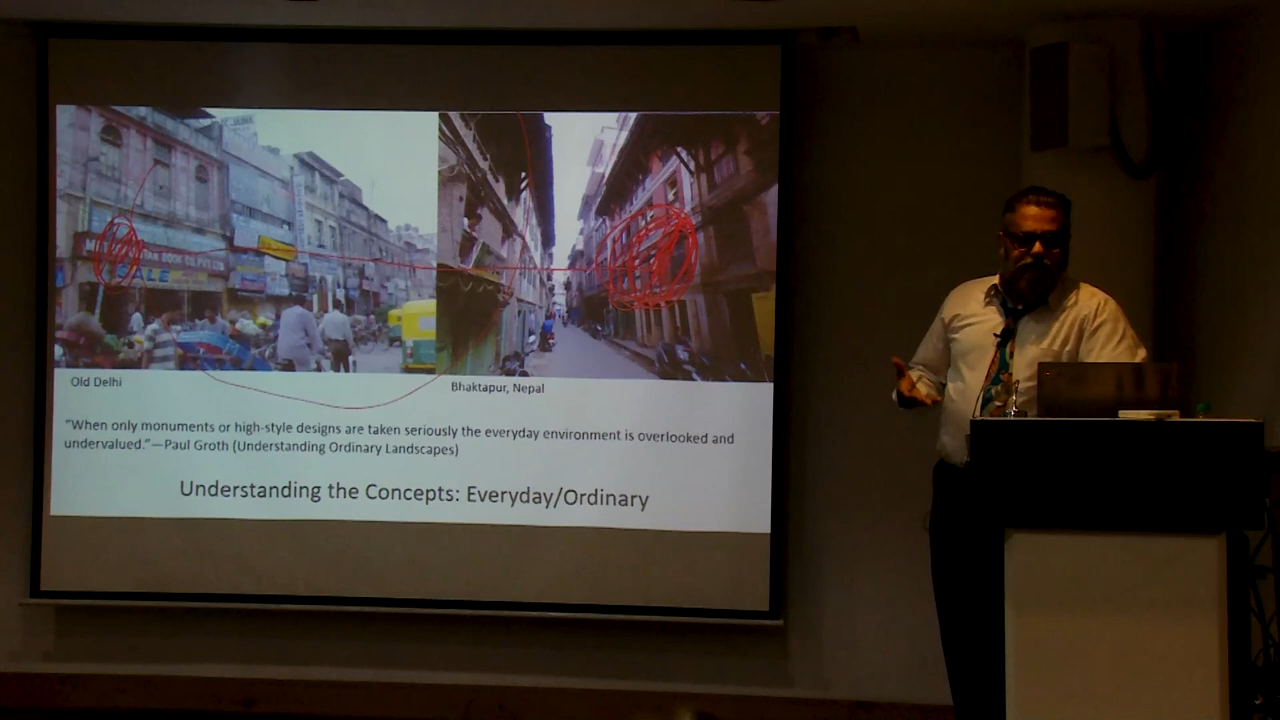 SALE
Old Delhi
Bhaktapur, Nepal
"When only monuments or high-style designs are taken seriously the everyday environment is overlooked and
undervalued."—Paul Groth (Understanding Ordinary Landscapes)
Understanding the Concepts: Everyday/Ordinary